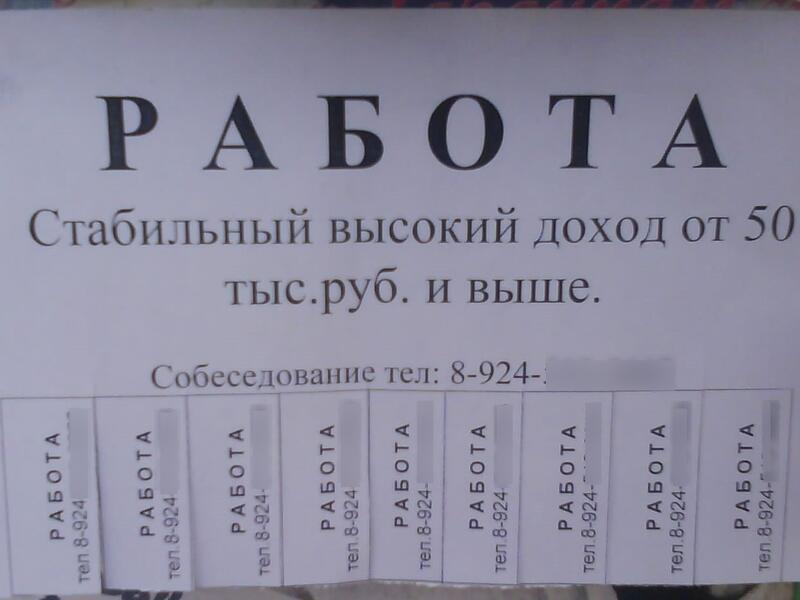 РАБОТА
Стабильный высокий доход от 50
тыс.руб. и выше.
Собеседование тел: 8-924-
РАБОТА
тел 8-924
РАБОТА
тел.8-924-
РАБОТА
тел.8-924-
РАБОТА
тел.8-924
РАБОТА
тел.8-924-
РАБОТА
тел.8-924-
РАБОТА
тел.8-924-
РАБОТА
тел.8-924-
РАБОТА
тел.8-924-